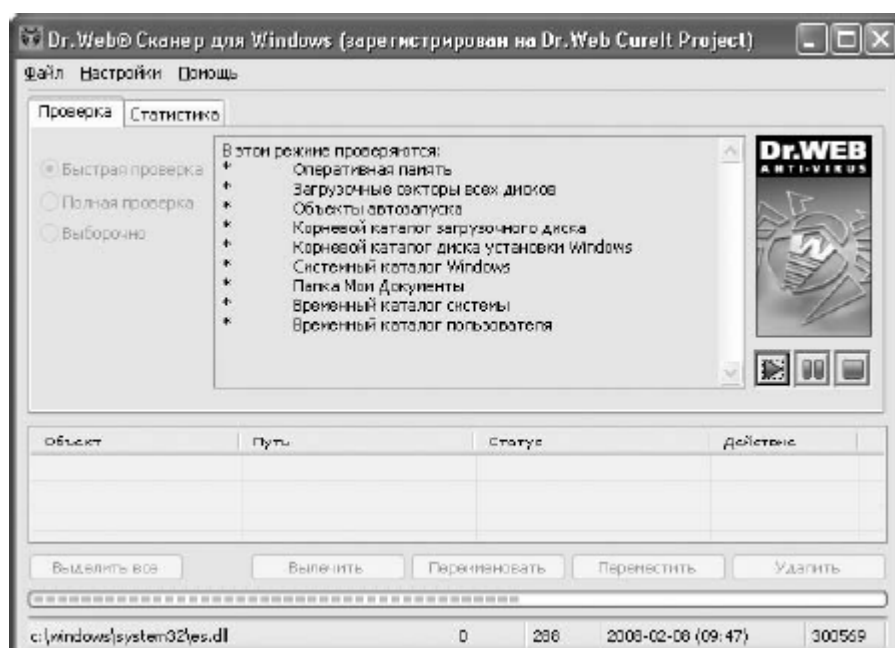 Dr.Web® Сканер для Windows (зарегистрирован на Dr.Web CureIt Project)
Файл Настройки Помощь
Проверка Статистика
Быстрая проверка
Полная проверка
Выборочно
В этом режиме проверяются:
* Оперативная память
* Загрузочные секторы всех дисков
* Объекты автозапуска
* Корневой каталог загрузочного диска
* Корневой каталог диска установки Windows
* Системный каталог Windows
* Папка Мои Документы
* Временный каталог системы
* Временный каталог пользователя
Dr.WEB
ANTI-VIRUS
Объект Путь Статус Действие
Выделить все Вылечить Переименовать Переместить Удалить
c:\windows\system32\es.dll 0 288 2008-02-08 (09:47) 300569